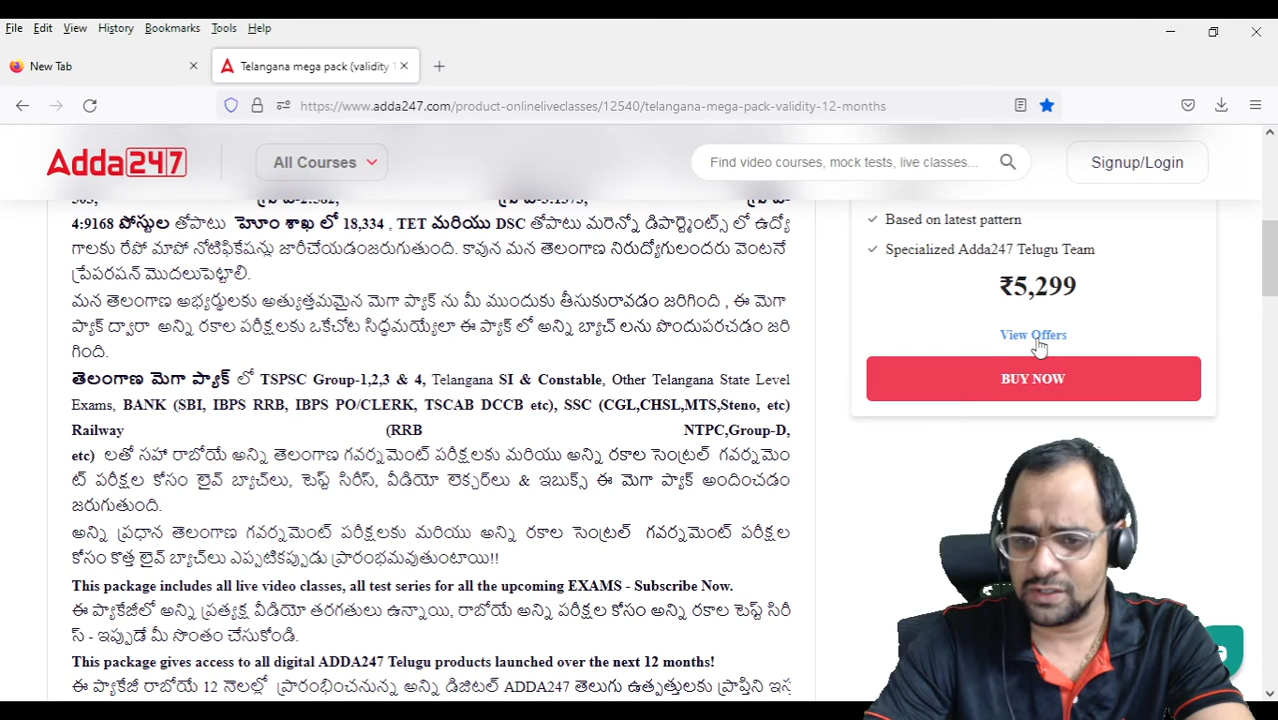 File Edit View History Bookmarks Tools Help
New Tab
Telangana mega pack (validity 1
https://www.adda247.com/product-onlineliveclasses/12540/telangana-mega-pack-validity-12-months
Adda247
All Courses
Find video courses, mock tests, live classes...
Signup/Login
4:9168 పోస్టుల తోపాటు హెూం శాఖ లో 18,334 , TET మరియు DSC తోపాటు మరెన్నో డిపార్ట్మెంట్స్ లో ఉద్యో
గాలకు రేపో మాపో నోటిఫికేషన్లు జారీచేయడంజరుగుతుంది. కావున మన తెలంగాణ నిరుద్యోగులందరు వెంటనే
ప్రేపరషన్ మొదలుపెట్టాలి.
మన తెలంగాణ అభ్యర్థులకు అత్యుత్తమమైన మెగా ప్యాక్ ను మీ ముందుకు తీసుకురావడం జరిగింది , ఈ మెగా
ప్యాక్ ద్వారా అన్ని రకాల పరీక్షలకు ఒకేచోట సిద్ధమయ్యేలా ఈ ప్యాక్ లో అన్ని బ్యాచ్ లను పొందుపరచడం జరి
గింది.
తెలంగాణ మెగా ప్యాక్ లో TSPSC Group-1,2,3 & 4, Telangana SI & Constable, Other Telangana State Level
Exams, BANK (SBI, IBPS RRB, IBPS PO/CLERK, TSCAB DCCB etc), SSC (CGL,CHSL,MTS,Steno, etc)
Railway (RRB NTPC,Group-D,
etc) లతో సహా రాబోయే అన్ని తెలంగాణ గవర్నమెంట్ పరీక్షలకు మరియు అన్ని రకాల సెంట్రల్ గవర్నమెం
ట్ పరీక్షల కోసం లైవ్ బ్యాచ్‌లు, టెస్ట్ సిరీస్, వీడియో లెక్చర్‌లు & ఇబుక్స్ ఈ మెగా ప్యాక్ అందించడం
జరుగుతుంది.
అన్ని ప్రధాన తెలంగాణ గవర్నమెంట్ పరీక్షలకు మరియు అన్ని రకాల సెంట్రల్ గవర్నమెంట్ పరీక్షల
కోసం కొత్త లైవ్ బ్యాచ్‌లు ఎప్పటికప్పుడు ప్రారంభమవుతుంటాయి!!
This package includes all live video classes, all test series for all the upcoming EXAMS - Subscribe Now.
ఈ ప్యాకేజీలో అన్ని ప్రత్యక్ష వీడియో తరగతులు ఉన్నాయి, రాబోయే అన్ని పరీక్షల కోసం అన్ని రకాల టెస్ట్ సిరీ
స్ - ఇప్పుడే మీ సొంతం చేసుకోండి.
This package gives access to all digital ADDA247 Telugu products launched over the next 12 months!
ఈ ప్యాకేజీ రాబోయే 12 నెలల్లో ప్రారంభించనున్న అన్ని డిజిటల్ ADDA247 తెలుగు ఉత్పత్తులకు ప్రాప్తిని
Based on latest pattern
Specialized Adda247 Telugu Team
₹5,299
View Offers
BUY NOW